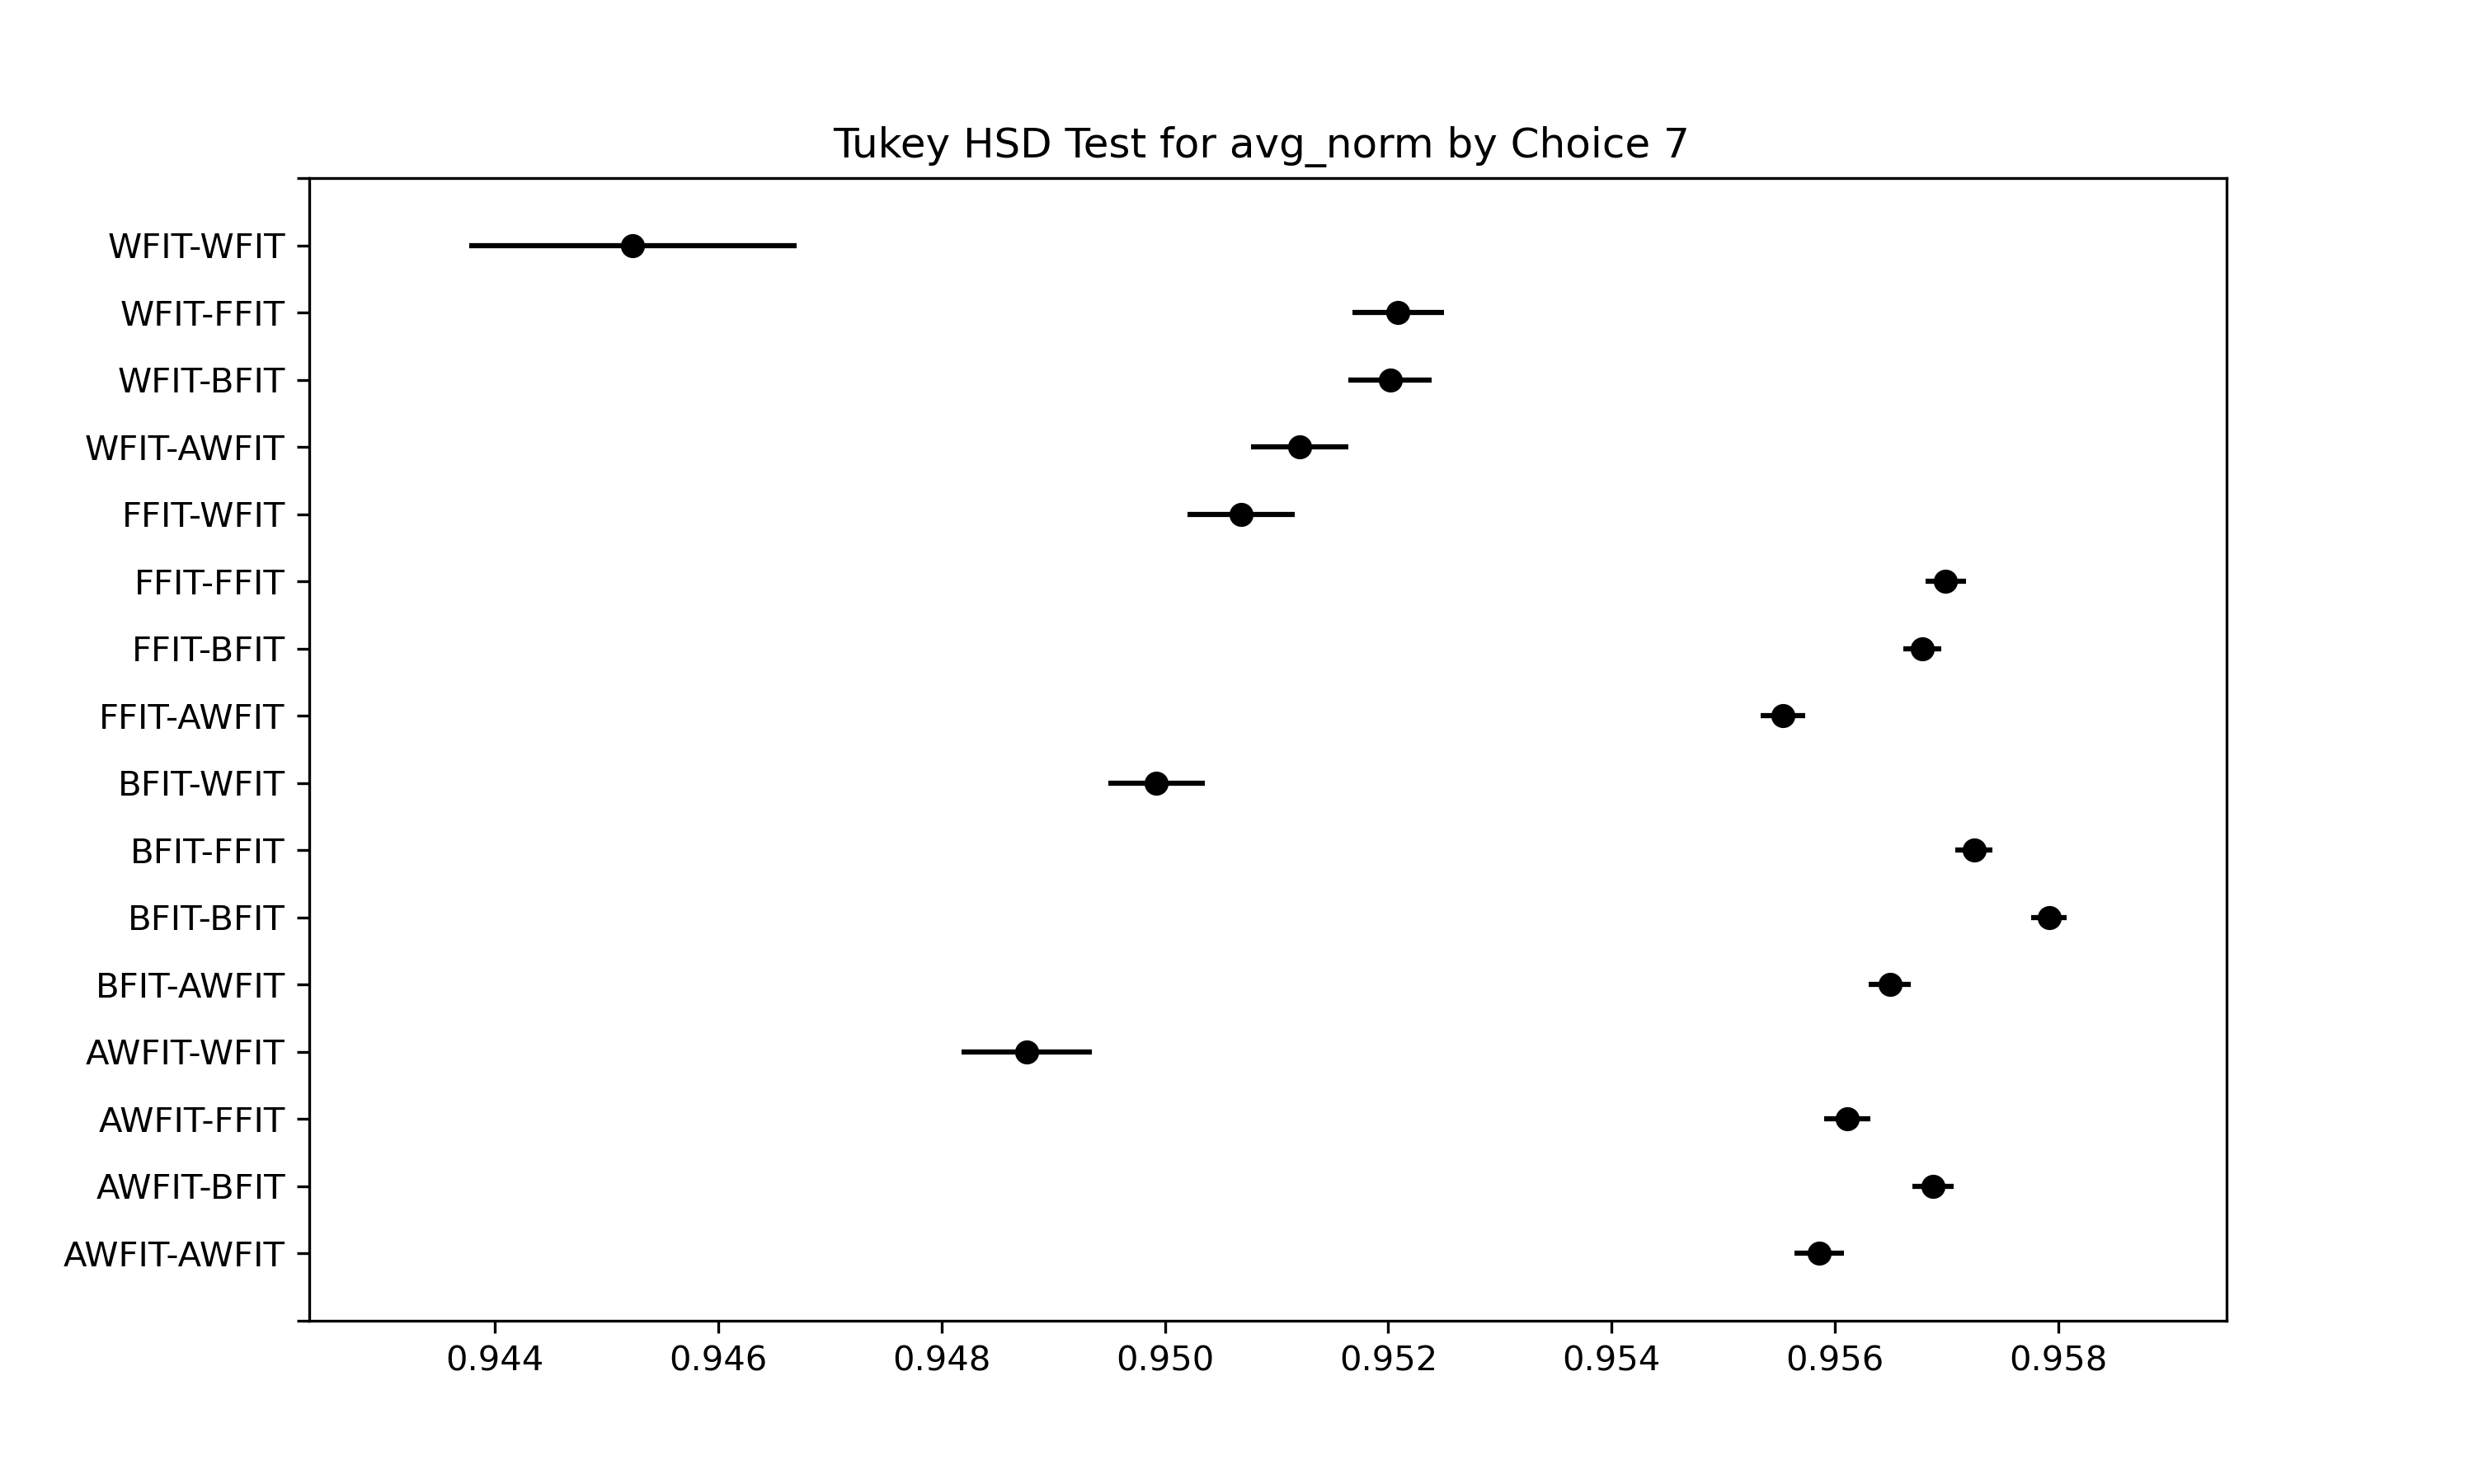 Tukey HSD Test for avg_norm by Choice 7
WFIT-WFIT
WFIT-FFIT
WFIT-BFIT
WFIT-AWFIT
FFIT-WFIT
FFIT-FFIT
FFIT-BFIT
FFIT-AWFIT
BFIT-WFIT
BFIT-FFIT
BFIT-BFIT
BFIT-AWFIT
AWFIT-WFIT
AWFIT-FFIT
AWFIT-BFIT
AWFIT-AWFIT
0.944 0.946 0.948 0.950 0.952 0.954 0.956 0.958